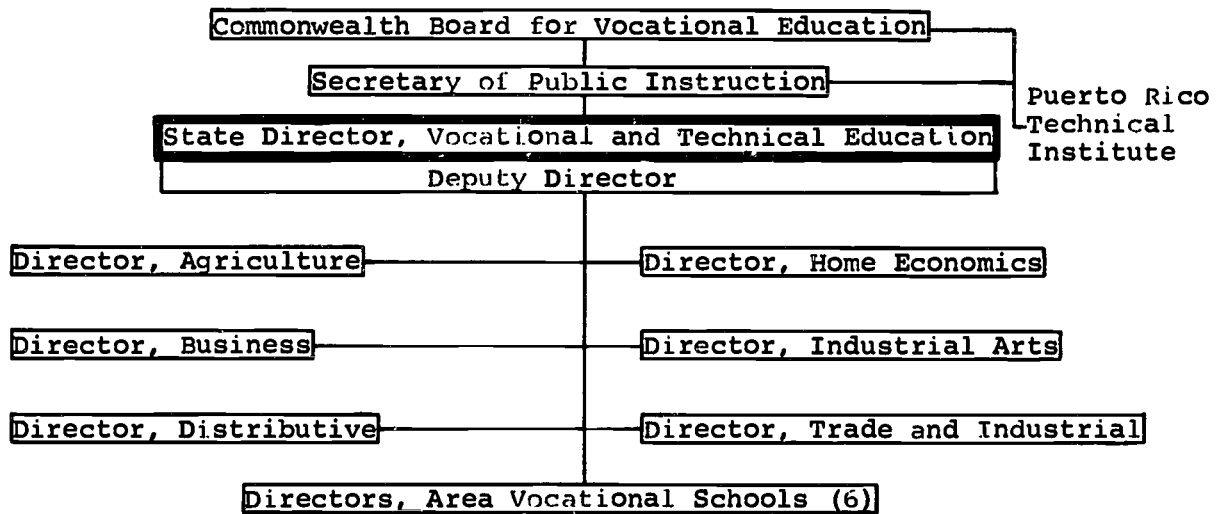 Commonwealth Board for Vocational Education
Secretary of Public Instruction
Puerto Rico
Technical
Institute
State Director, Vocational and Technical Education
Deputy Director
Director, Agriculture
Director, Home Economics
Director, Business
Director, Industrial Arts
Director, Distributive
Director, Trade and Industrial
Directors, Area Vocational Schools (6)